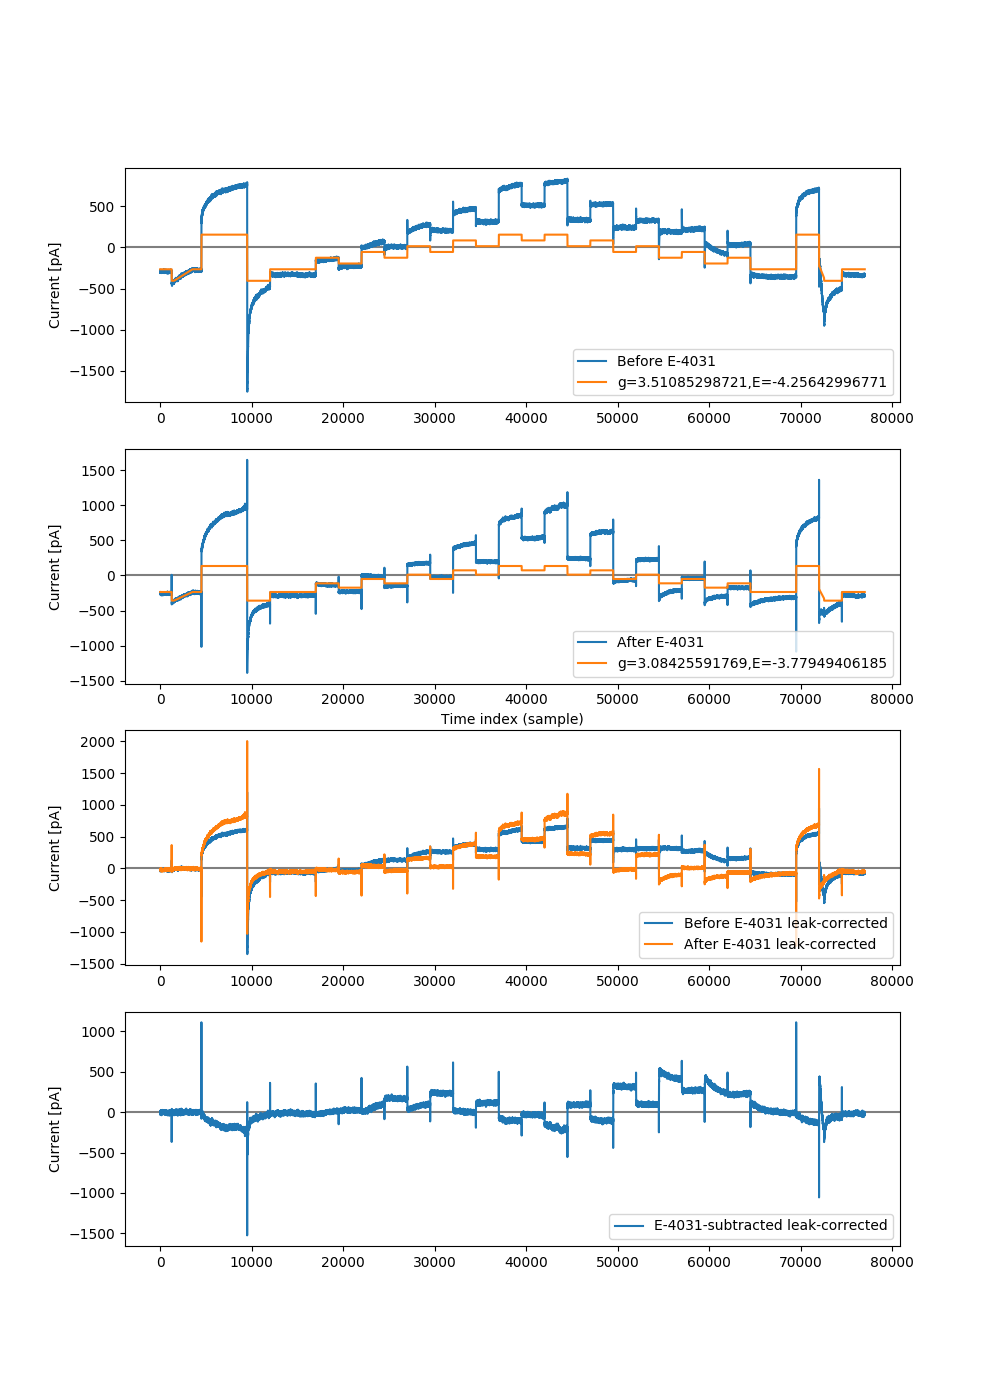 500
0
−500
−1000
−1500
Current [pA]
Before E-4031
g=3.51085298721,E=-4.25642996771
0 10000 20000 30000 40000 50000 60000 70000 80000
1500
1000
500
0
−500
−1000
−1500
Current [pA]
After E-4031
g=3.08425591769,E=-3.77949406185
0 10000 20000 30000 40000 50000 60000 70000 80000
Time index (sample)
2000
1500
1000
500
0
−500
−1000
−1500
Current [pA]
Before E-4031 leak-corrected
After E-4031 leak-corrected
0 10000 20000 30000 40000 50000 60000 70000 80000
1000
500
0
−500
−1000
−1500
Current [pA]
E-4031-subtracted leak-corrected
0 10000 20000 30000 40000 50000 60000 70000 80000